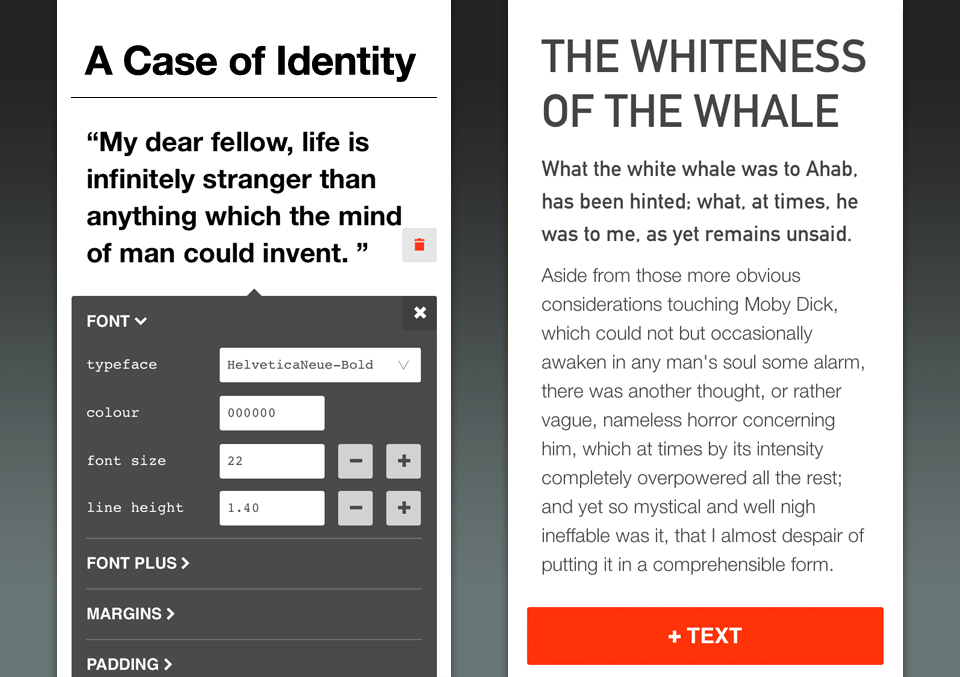 A Case of Identity
“My dear fellow, life is
infinitely stranger than
anything which the mind
of man could invent. ”
FONT
typeface
HelveticaNeue-Bold
colour
000000
font size
22
line height
1.40
FONT PLUS
MARGINS
PADDING
THE WHITENESS
OF THE WHALE
What the white whale was to Ahab,
has been hinted; what, at times, he
was to me, as yet remains unsaid.
Aside from those more obvious
considerations touching Moby Dick,
which could not but occasionally
awaken in any man's soul some alarm,
there was another thought, or rather
vague, nameless horror concerning
him, which at times by its intensity
completely overpowered all the rest;
and yet so mystical and well nigh
ineffable was it, that I almost despair of
putting it in a comprehensible form.
+ TEXT